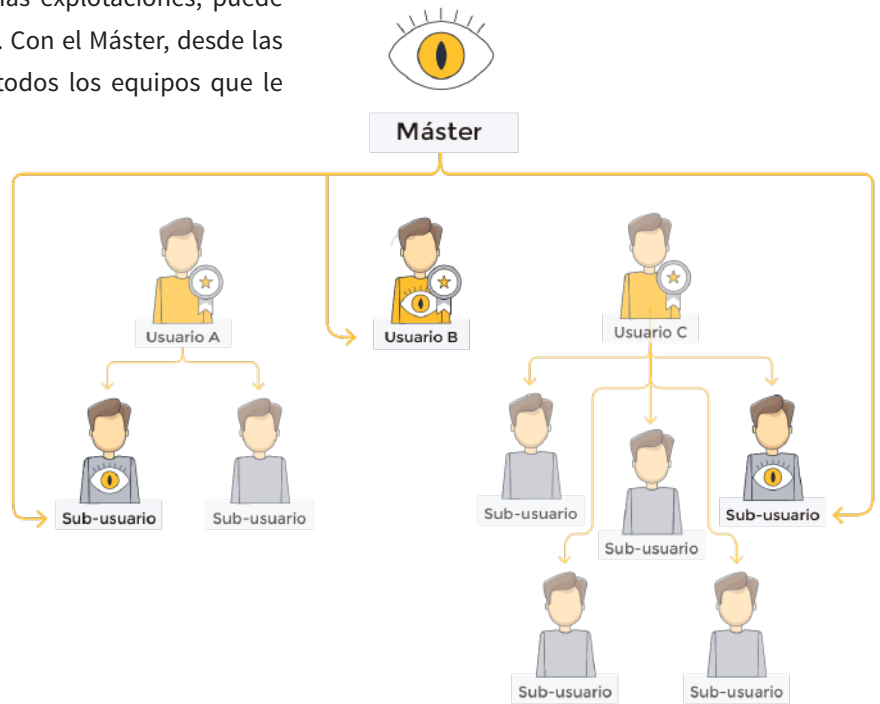 más explotaciones, puede
. Con el Máster, desde las
todos los equipos que le
Máster
Usuario A
Usuario B
Usuario C
Sub-usuario
Sub-usuario
Sub-usuario
Sub-usuario
Sub-usuario
Sub-usuario
Sub-usuario